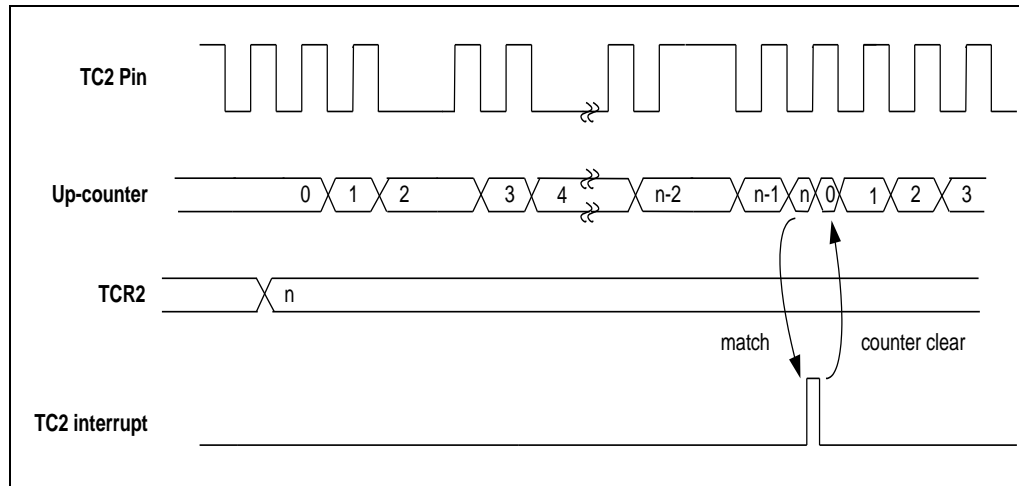 TC2 Pin
Up-counter
0 1 2 3 4 n-2 n-1 n 0 1 2 3
TCR2
n
match
counter clear
TC2 interrupt